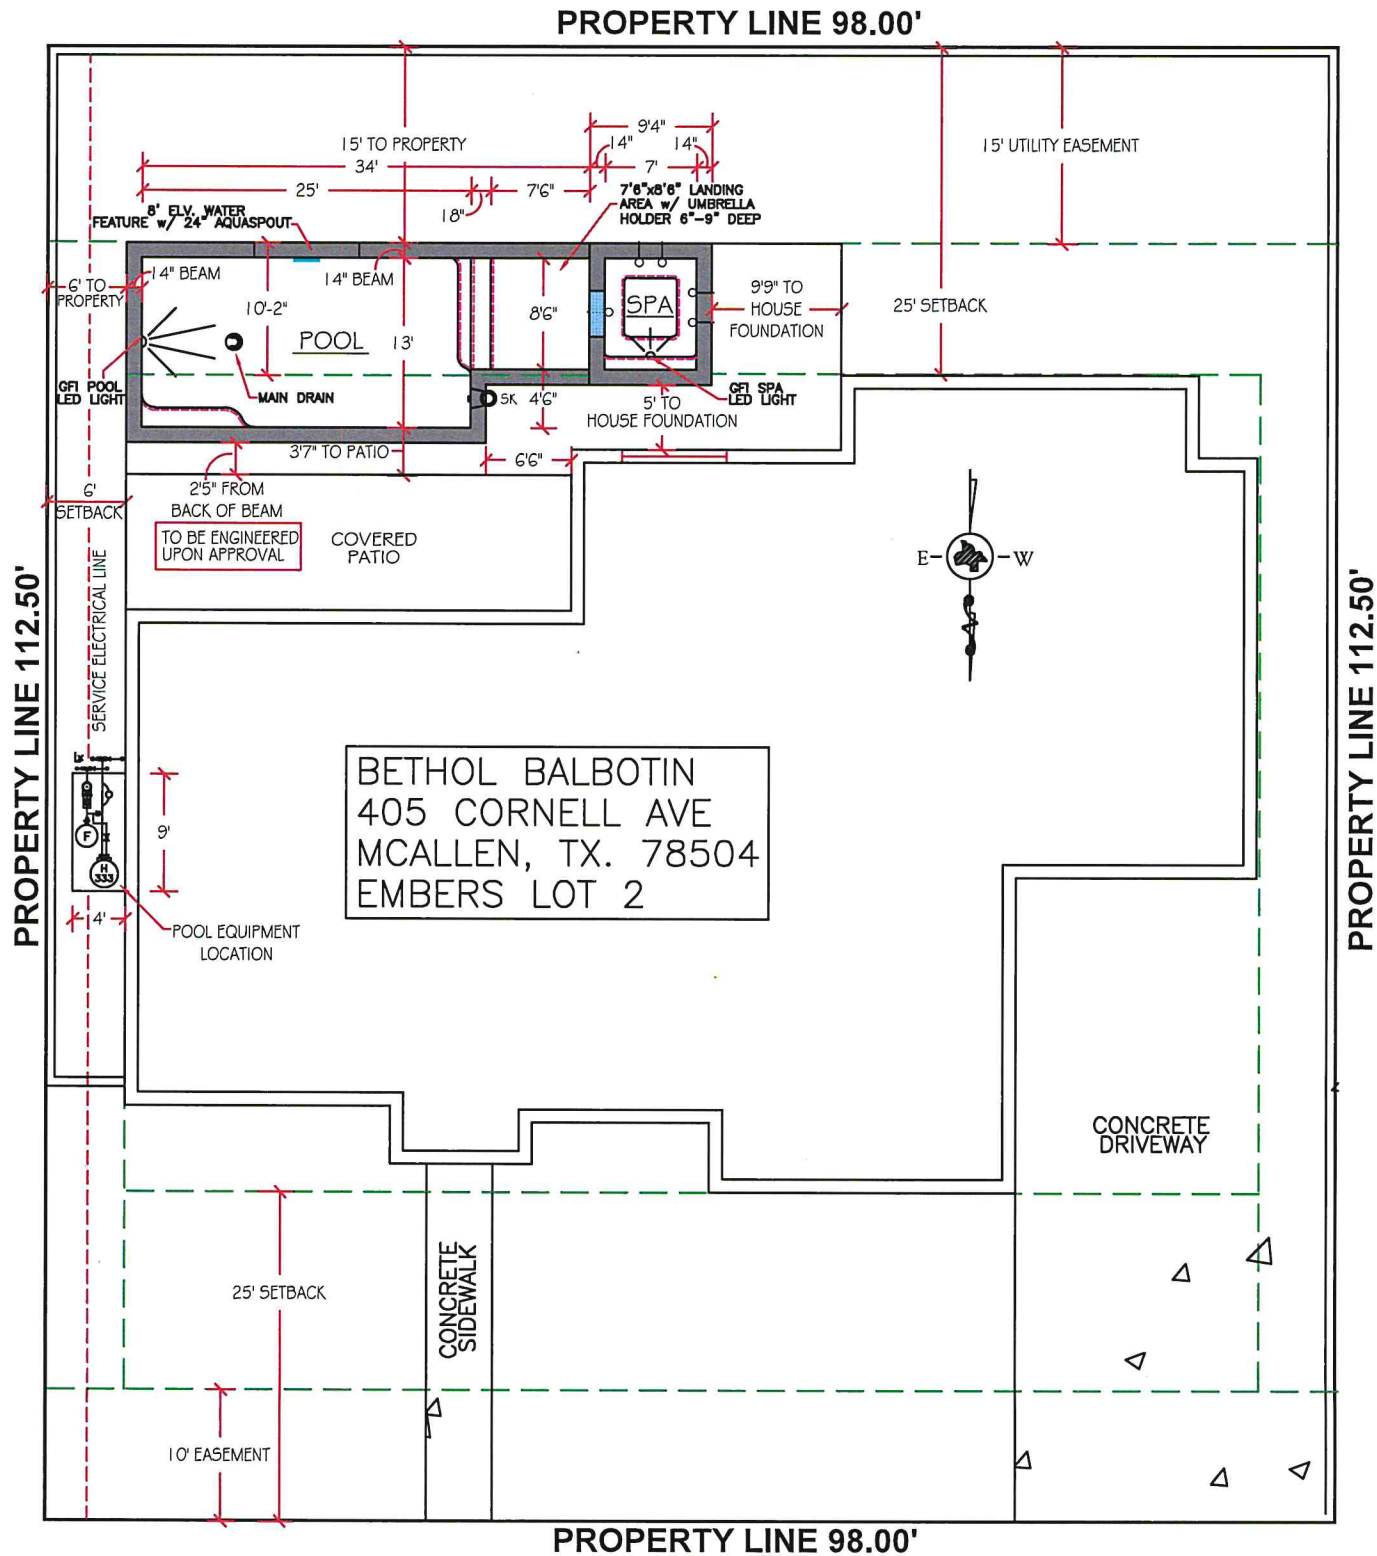 PROPERTY LINE 98.00'
9'4"
14"
14"
15' TO PROPERTY
15' UTILITY EASEMENT
34'
7'
25'
7'6"
18"
7'6"x8'6" LANDING
AREA w/ UMBRELLA
HOLDER 6"-9" DEEP
8' ELV. WATER
FEATURE w/ 24" AQUASPOUT
14" BEAM
14" BEAM
6' TO
PROPERTY
10'-2"
POOL
13'
8'6"
SPA
9'9" TO
HOUSE
FOUNDATION
25' SETBACK
GFI POOL
LED LIGHT
MAIN DRAIN
SK
4'6"
5' TO
HOUSE FOUNDATION
GFI SPA
LED LIGHT
3'7" TO PATIO
6'6"
6'
SETBACK
2'5" FROM
BACK OF BEAM
TO BE ENGINEERED
UPON APPROVAL
COVERED
PATIO
E
W
SERVICE ELECTRICAL LINE
PROPERTY LINE 112.50'
PROPERTY LINE 112.50'
F
H
333
9'
4'
POOL EQUIPMENT
LOCATION
BETHOL BALBOTIN
405 CORNELL AVE
MCALLEN, TX. 78504
EMBERS LOT 2
CONCRETE
DRIVEWAY
25' SETBACK
CONCRETE
SIDEWALK
10' EASEMENT
PROPERTY LINE 98.00'